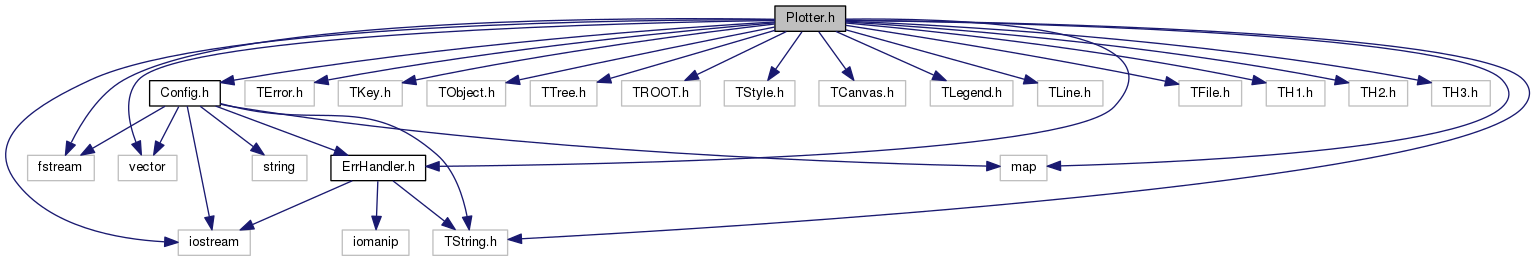 Plotter.h
Config.h
TError.h
TKey.h
TObject.h
TTree.h
TROOT.h
TStyle.h
TCanvas.h
TLegend.h
TLine.h
TFile.h
TH1.h
TH2.h
TH3.h
fstream
vector
string
ErrHandler.h
map
iostream
iomanip
TString.h